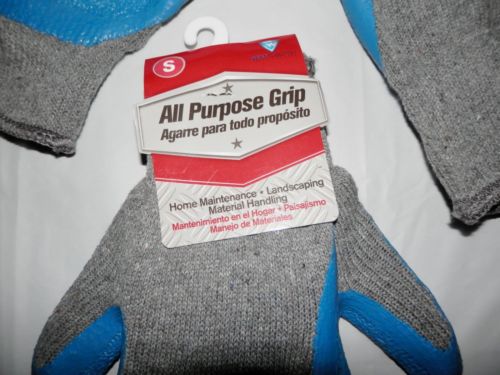 S
All Purpose Grip
Agarre para todo propósito
Home Maintenance • Landscaping
Material Handling
Mantenimiento en el Hogar • Paisajismo
Manejo de Materiales